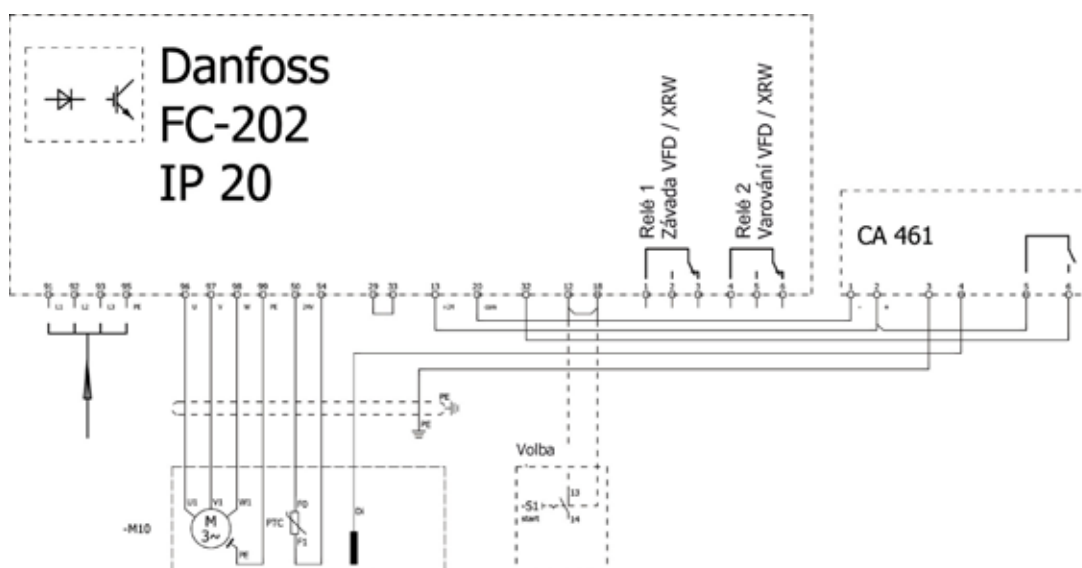 Danfoss
FC-202
IP 20
Relé 1
Závada VFD / XRW
Relé 2
Varování VFD / XRW
CA 461
91 92 93 95
L1 L2 L3 PE
96 97 98 99
U V W PE
50 54
29 33
13 20 32 12 18
com
1 2 3 4 5 6
1 2 3 4 5 6
- +
PE
PE
Volba
U1 V1 W1
M
3~
PE
-M10
PTC
DI
13
-S1
14
start